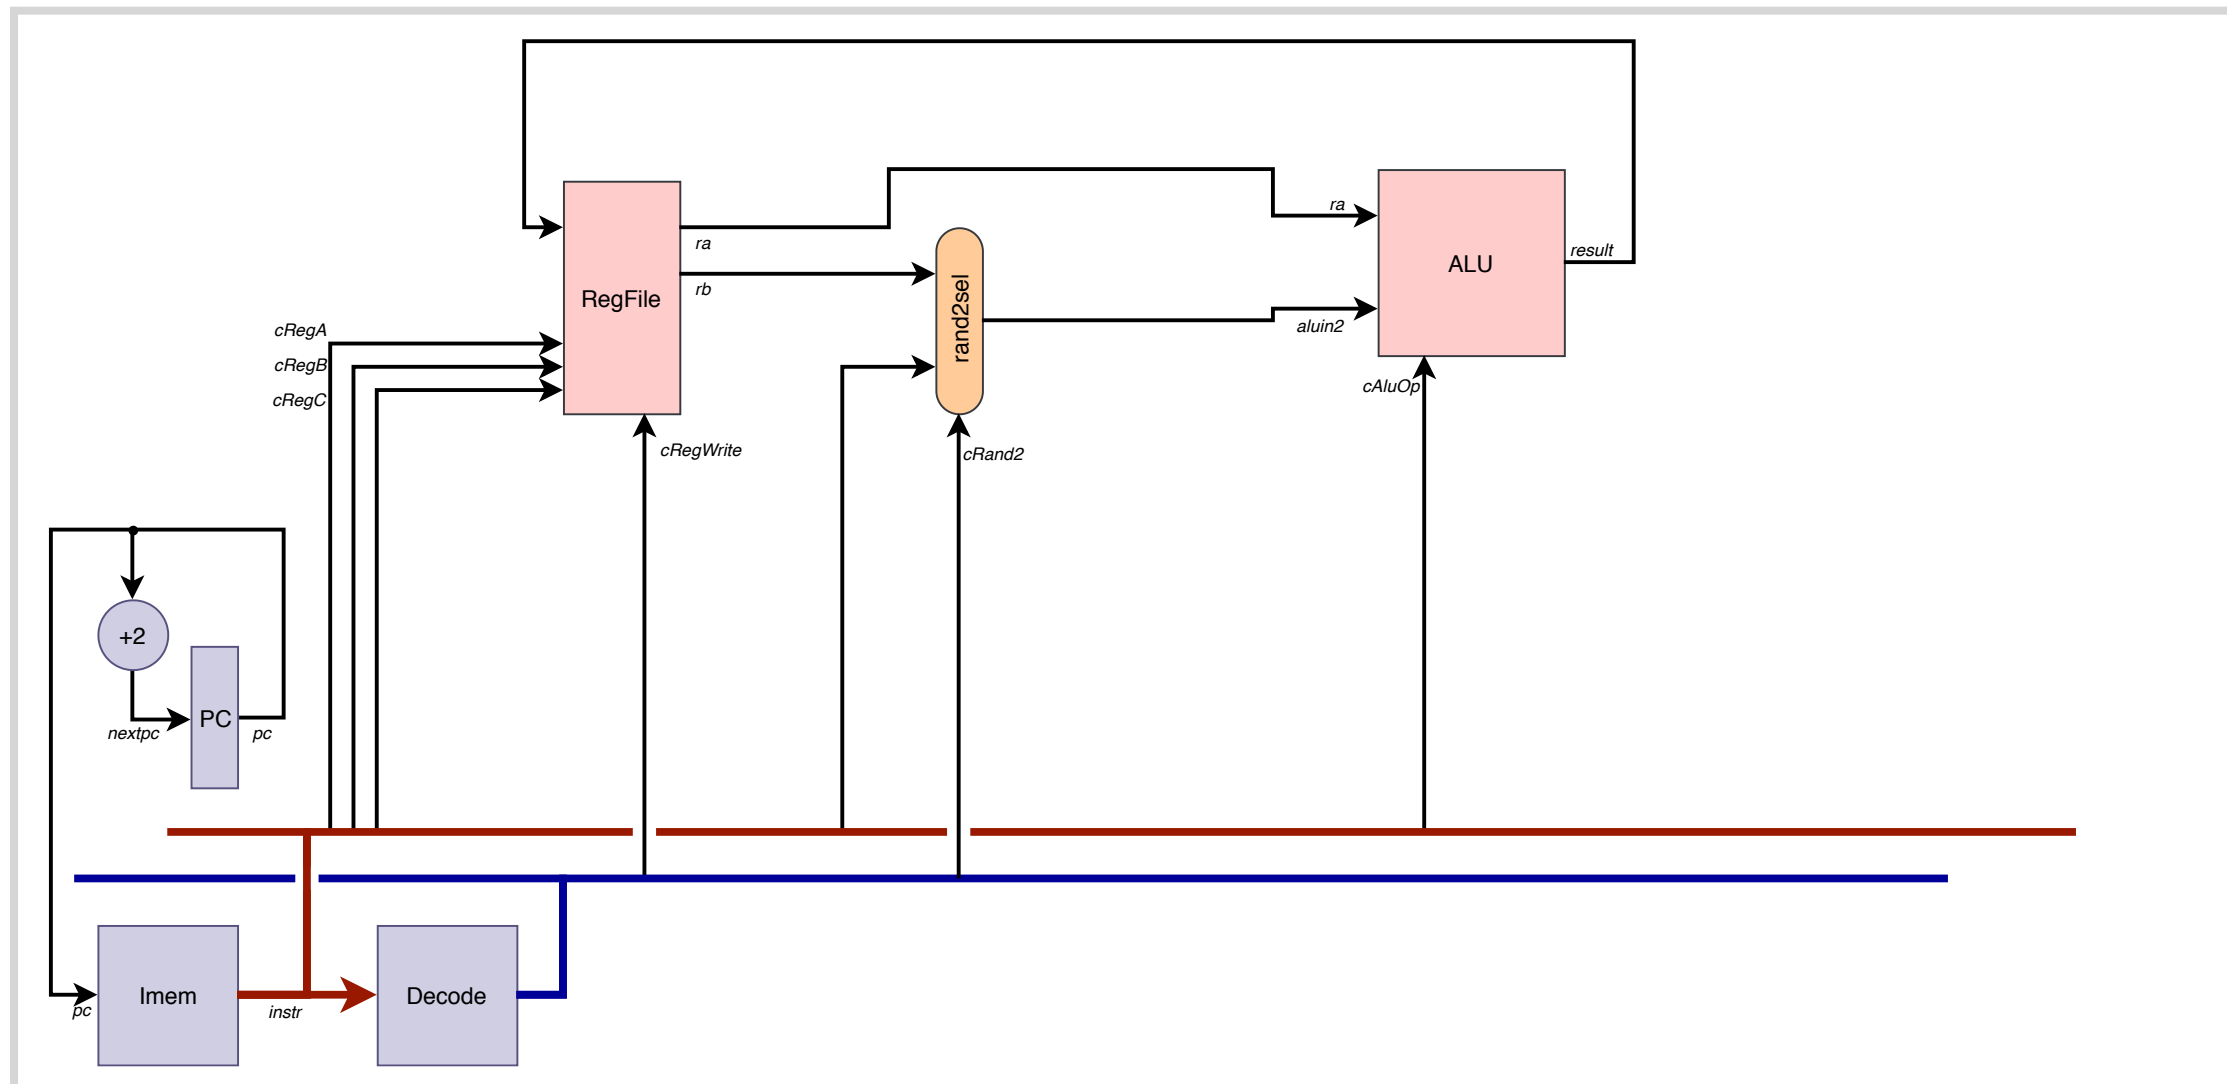 ra
result
ALU
ra
rb
RegFile
rand2sel
aluin2
cRegA
cRegB
cRegC
cAluOp
cRegWrite
cRand2
+2
PC
nextpc
pc
Imem
Decode
pc
instr